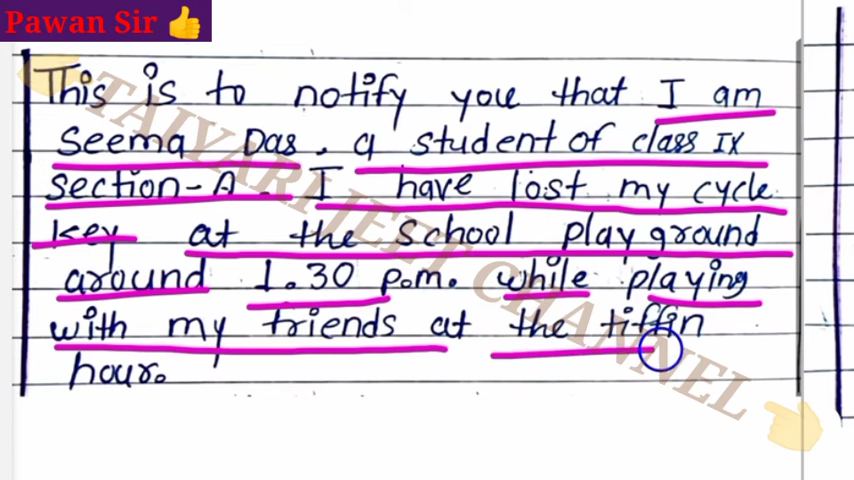 Pawan Sir 👍
This is to notify you that I am
Seema Das. a student of class IX
Section-A. I have lost my cycle
key at the school play ground
around 1.30 p.m. while playing
with my friends at the tiffin
hour.
TAIYARIJEET CHANNEL